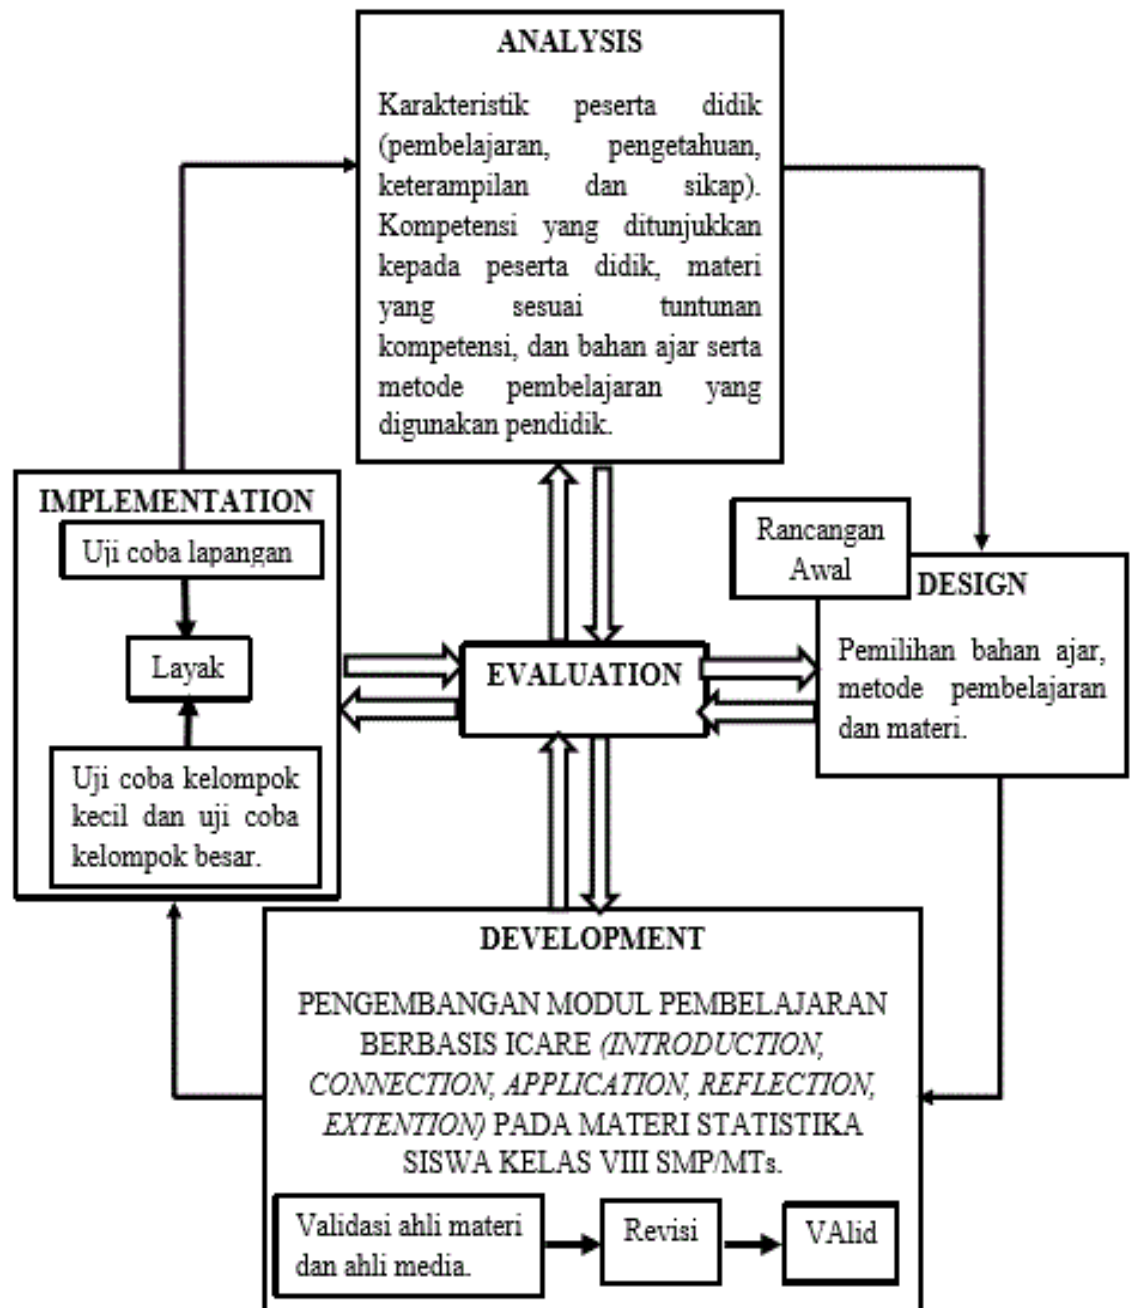 ANALYSIS
Karakteristik peserta didik
(pembelajaran, pengetahuan,
keterampilan dan sikap).
Kompetensi yang ditunjukkan
kepada peserta didik, materi
yang sesuai tuntunan
kompetensi, dan bahan ajar serta
metode pembelajaran yang
digunakan pendidik.
IMPLEMENTATION
Uji coba lapangan
Layak
Uji coba kelompok
kecil dan uji coba
kelompok besar.
EVALUATION
Rancangan
Awal
DESIGN
Pemilihan bahan ajar,
metode pembelajaran
dan materi.
DEVELOPMENT
PENGEMBANGAN MODUL PEMBELAJARAN
BERBASIS ICARE (INTRODUCTION,
CONNECTION, APPLICATION, REFLECTION,
EXTENTION) PADA MATERI STATISTIKA
SISWA KELAS VIII SMP/MTs.
Validasi ahli materi
dan ahli media.
Revisi
VAlid